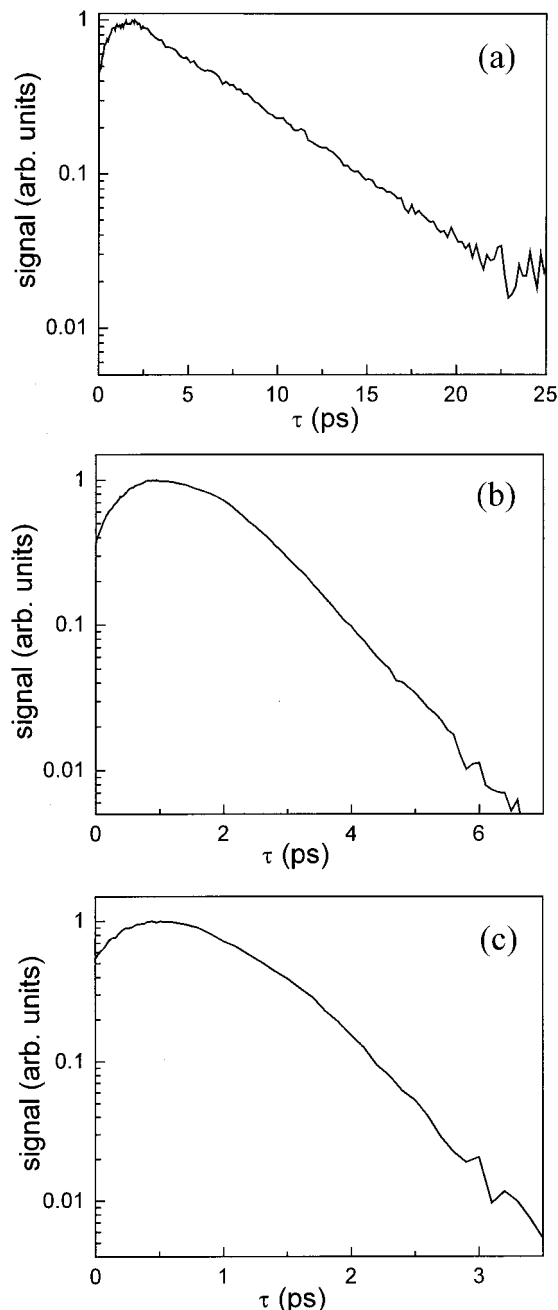 (a)
signal (arb. units)
1
0.1
0.01
0
5
10
15
20
25
τ (ps)
(b)
signal (arb. units)
1
0.1
0.01
0
2
4
6
τ (ps)
(c)
signal (arb. units)
1
0.1
0.01
0
1
2
3
τ (ps)